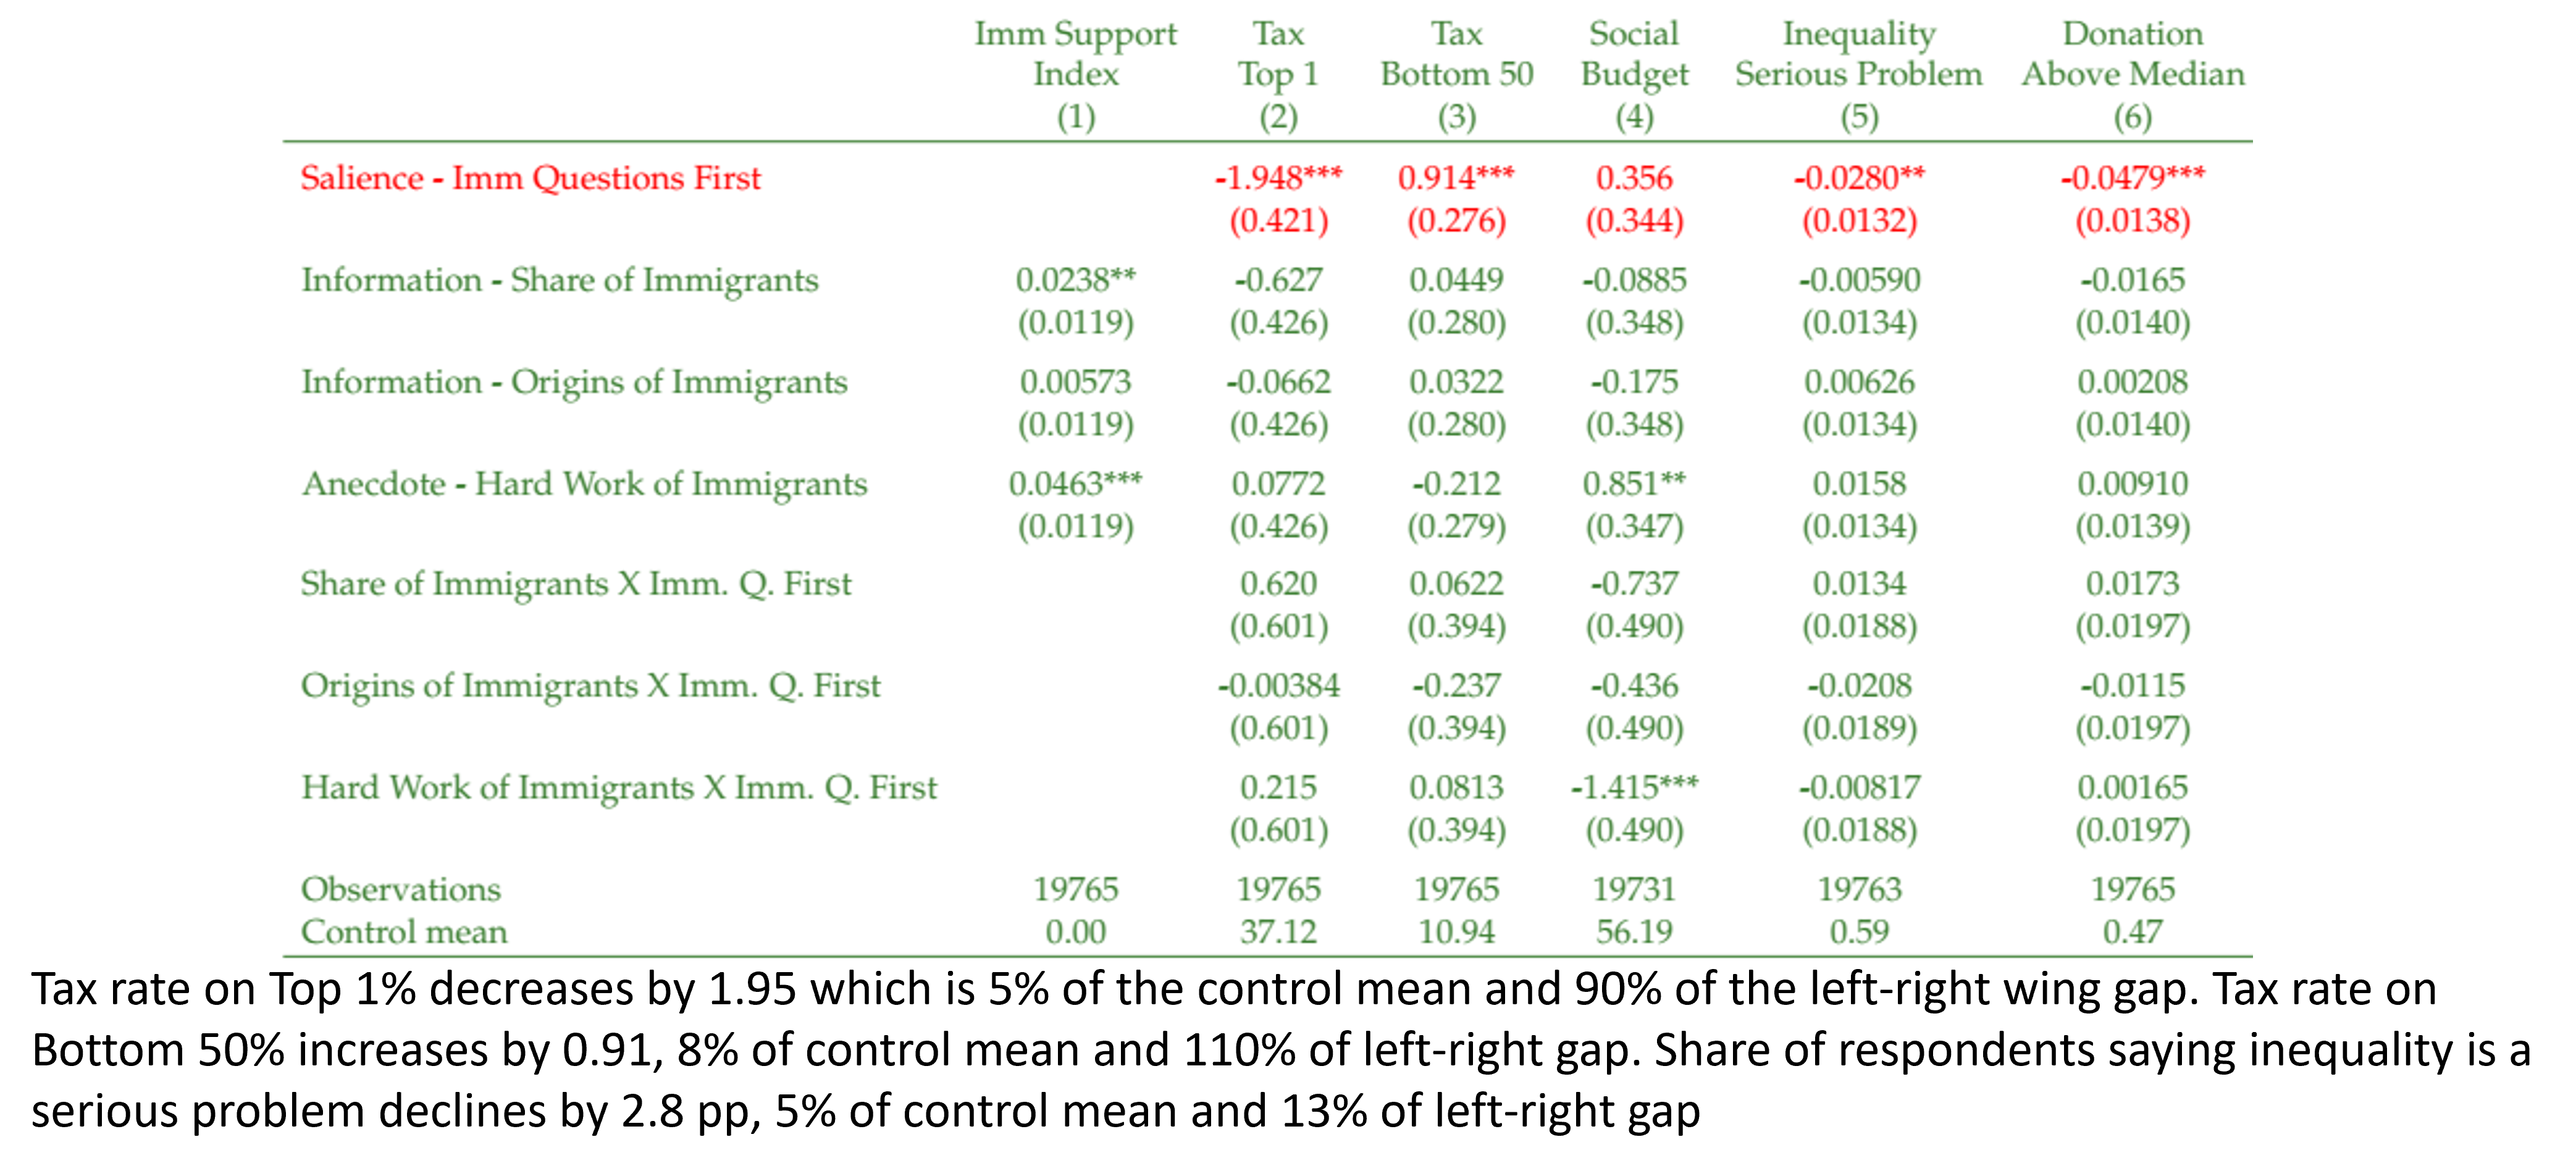 Imm Support Tax Tax Social Inequality Donation
Index Top 1 Bottom 50 Budget Serious Problem Above Median
(1) (2) (3) (4) (5) (6)
Salience - Imm Questions First -1.948*** 0.914*** 0.356 -0.0280** -0.0479***
(0.421) (0.276) (0.344) (0.0132) (0.0138)
Information - Share of Immigrants 0.0238** -0.627 0.0449 -0.0885 -0.00590 -0.0165
(0.0119) (0.426) (0.280) (0.348) (0.0134) (0.0140)
Information - Origins of Immigrants 0.00573 -0.0662 0.0322 -0.175 0.00626 0.00208
(0.0119) (0.426) (0.280) (0.348) (0.0134) (0.0140)
Anecdote - Hard Work of Immigrants 0.0463*** 0.0772 -0.212 0.851** 0.0158 0.00910
(0.0119) (0.426) (0.279) (0.347) (0.0134) (0.0139)
Share of Immigrants X Imm. Q. First 0.620 0.0622 -0.737 0.0134 0.0173
(0.601) (0.394) (0.490) (0.0188) (0.0197)
Origins of Immigrants X Imm. Q. First -0.00384 -0.237 -0.436 -0.0208 -0.0115
(0.601) (0.394) (0.490) (0.0189) (0.0197)
Hard Work of Immigrants X Imm. Q. First 0.215 0.0813 -1.415*** -0.00817 0.00165
(0.601) (0.394) (0.490) (0.0188) (0.0197)
Observations 19765 19765 19765 19731 19763 19765
Control mean 0.00 37.12 10.94 56.19 0.59 0.47
Tax rate on Top 1% decreases by 1.95 which is 5% of the control mean and 90% of the left-right wing gap. Tax rate on
Bottom 50% increases by 0.91, 8% of control mean and 110% of left-right gap. Share of respondents saying inequality is a
serious problem declines by 2.8 pp, 5% of control mean and 13% of left-right gap